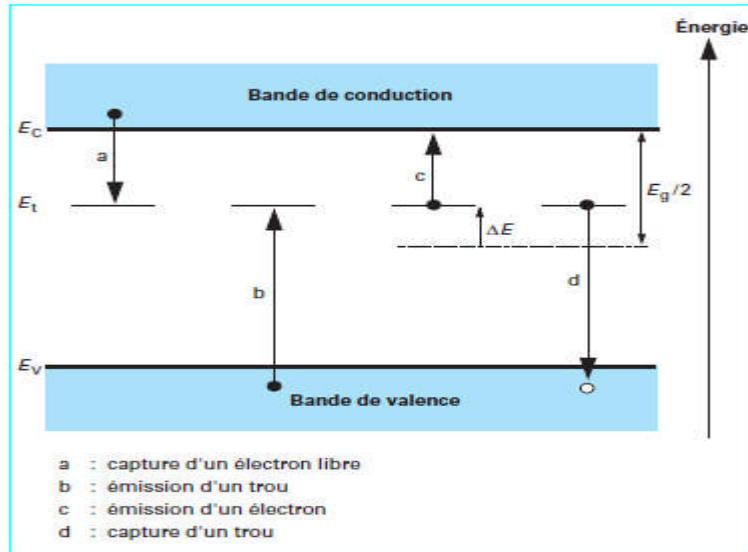 Énergie
Bande de conduction
E_C
a
c
E_g/2
E_t
ΔE
b
d
E_V
Bande de valence
a : capture d'un électron libre
b : émission d'un trou
c : émission d'un électron
d : capture d'un trou